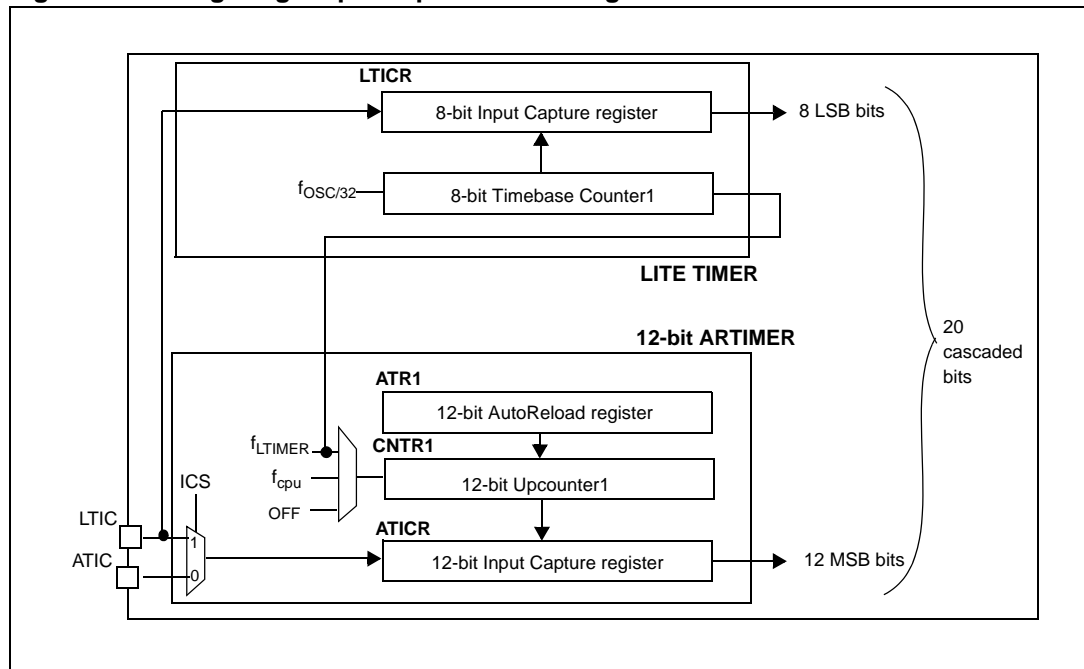 LTICR
8-bit Input Capture register
8 LSB bits
fOSC/32
8-bit Timebase Counter1
LITE TIMER
12-bit ARTIMER
20
cascaded
bits
ATR1
12-bit AutoReload register
fLTIMER
CNTR1
fcpu
12-bit Upcounter1
OFF
ICS
LTIC
1
ATICR
ATIC
0
12-bit Input Capture register
12 MSB bits